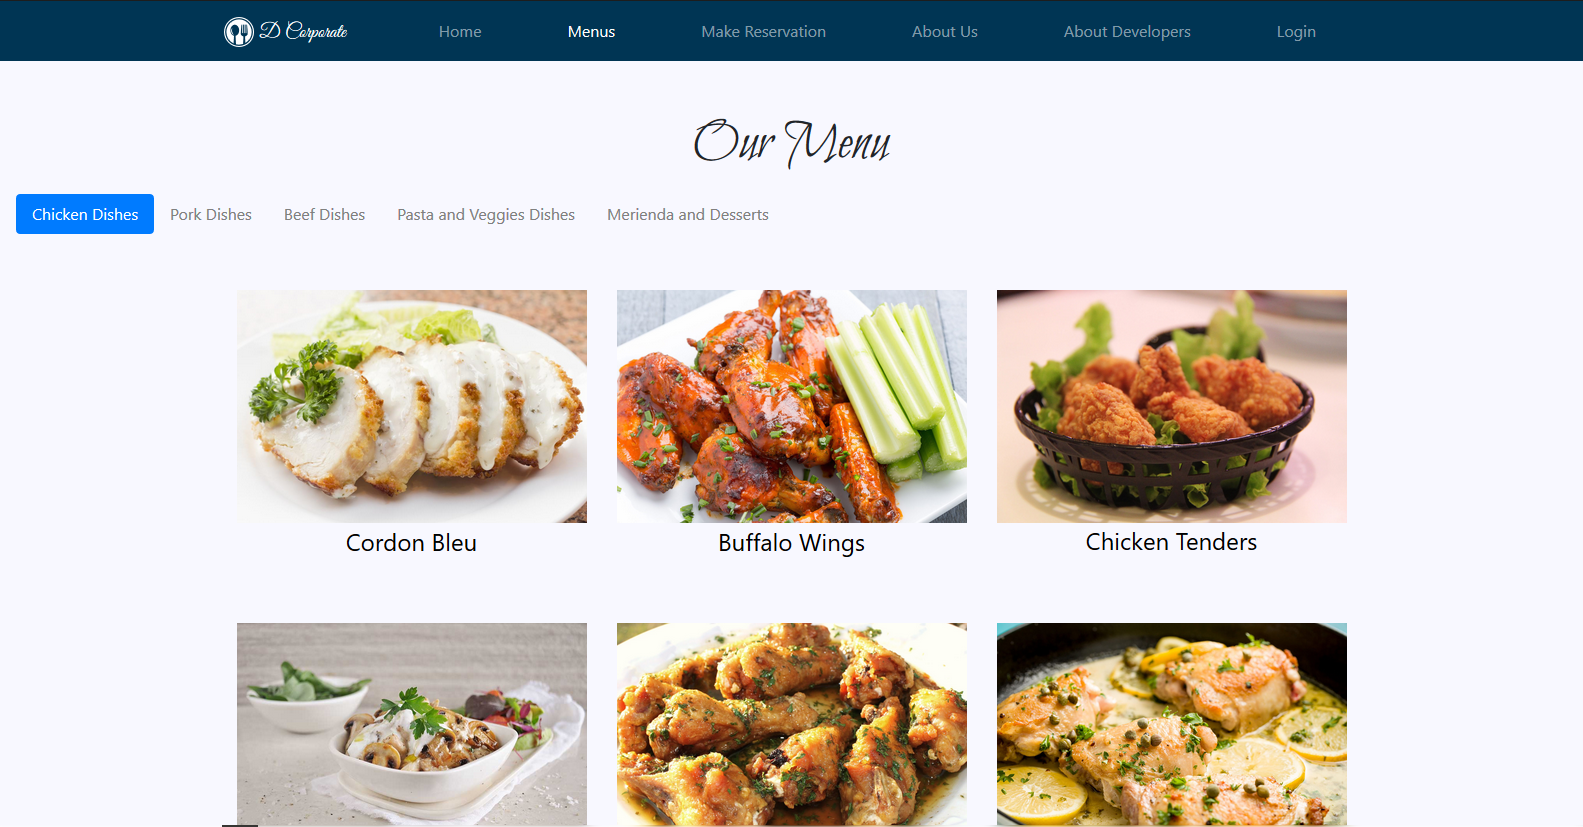 D Corporate Home Menus Make Reservation About Us About Developers Login
Our Menu
Chicken Dishes Pork Dishes Beef Dishes Pasta and Veggies Dishes Merienda and Desserts
Cordon Bleu Buffalo Wings Chicken Tenders